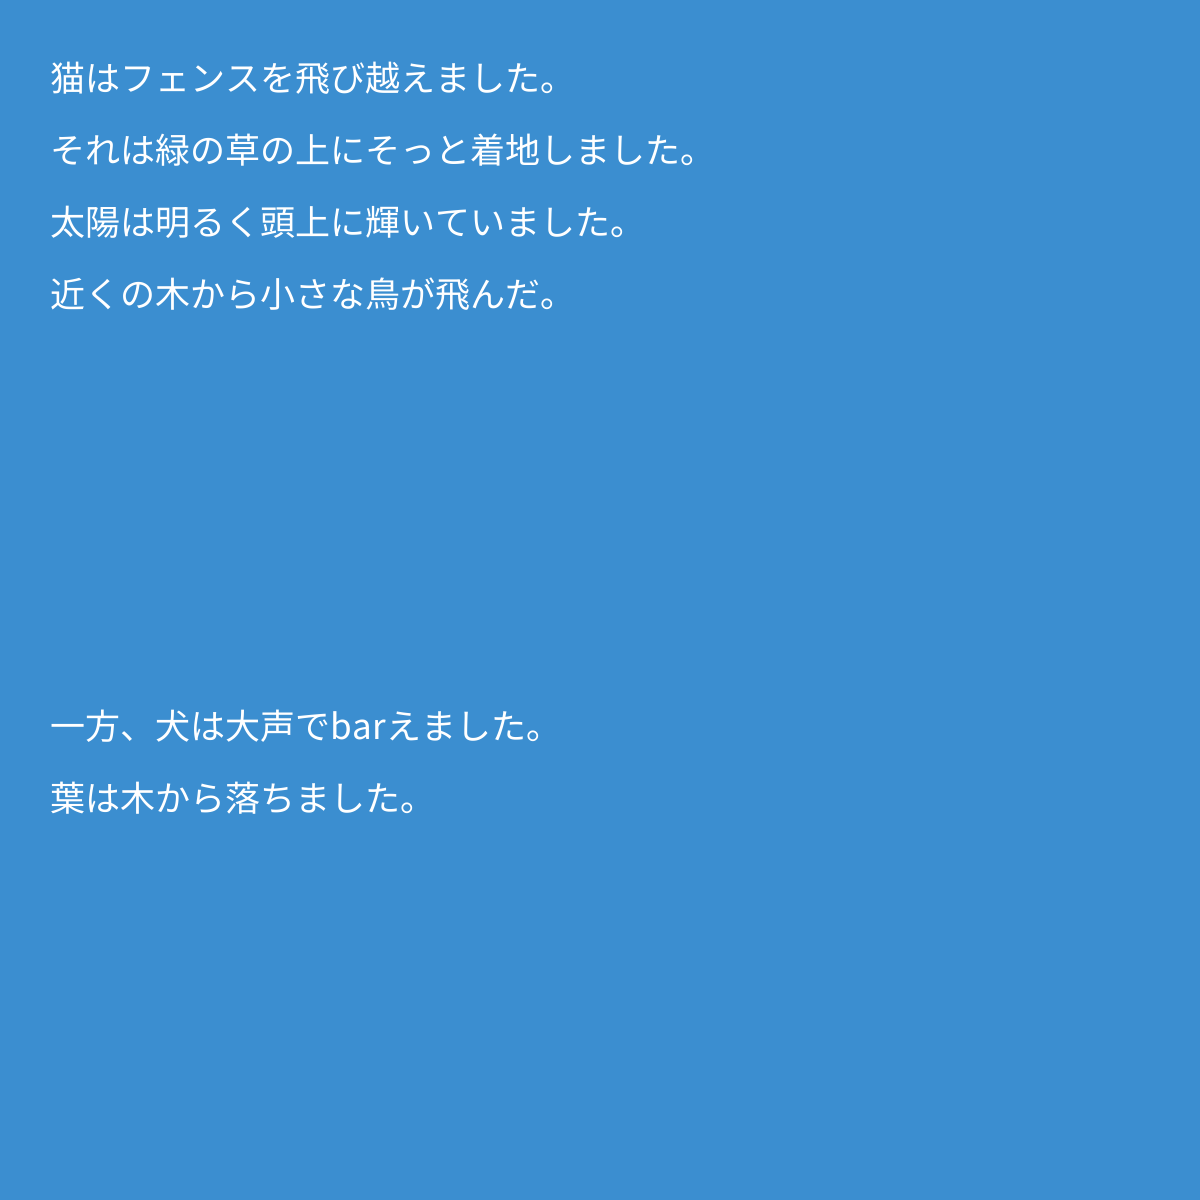 猫はフェンスを飛び越えました。
それは緑の草の上にそっと着地しました。
太陽は明るく頭上に輝いていました。
近くの木から小さな鳥が飛んだ。
一方、犬は大声でbarえました。
葉は木から落ちました。